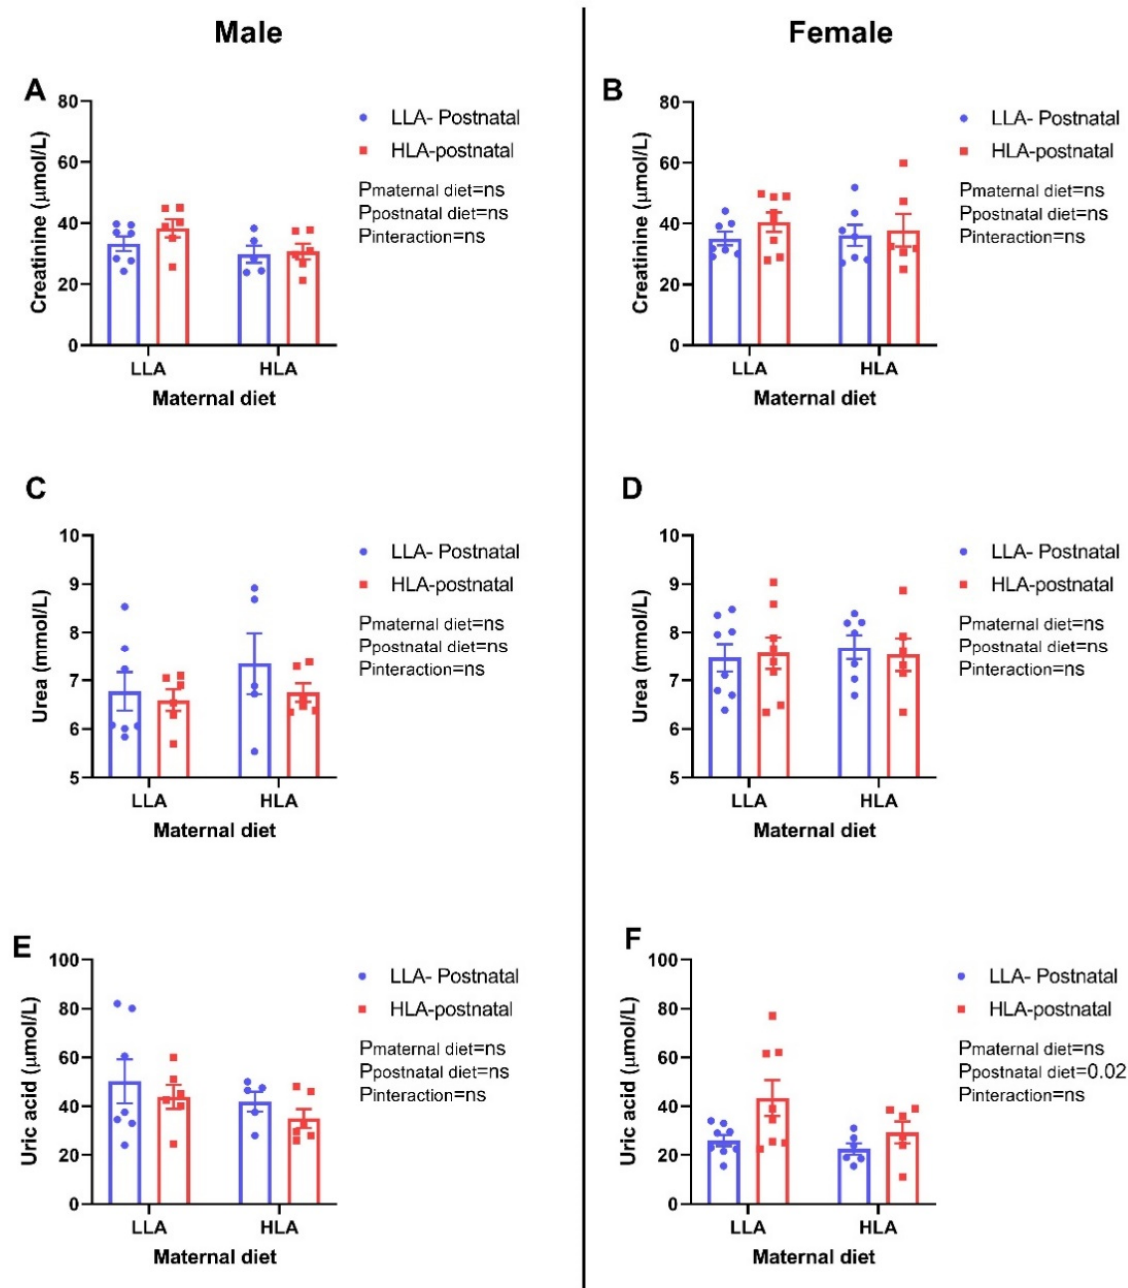 Male
Female
A
80
60
40
20
0
Creatinine (µmol/L)
LLA
HLA
Maternal diet
LLA- Postnatal
HLA-postnatal
Pmaternal diet=ns
Ppostnatal diet=ns
Pinteraction=ns
B
80
60
40
20
0
Creatinine (µmol/L)
LLA
HLA
Maternal diet
LLA- Postnatal
HLA-postnatal
Pmaternal diet=ns
Ppostnatal diet=ns
Pinteraction=ns
C
10
9
8
7
6
5
Urea (mmol/L)
LLA
HLA
Maternal diet
LLA- Postnatal
HLA-postnatal
Pmaternal diet=ns
Ppostnatal diet=ns
Pinteraction=ns
D
10
9
8
7
6
5
Urea (mmol/L)
LLA
HLA
Maternal diet
LLA- Postnatal
HLA-postnatal
Pmaternal diet=ns
Ppostnatal diet=ns
Pinteraction=ns
E
100
80
60
40
20
0
Uric acid (µmol/L)
LLA
HLA
Maternal diet
LLA- Postnatal
HLA-postnatal
Pmaternal diet=ns
Ppostnatal diet=ns
Pinteraction=ns
F
100
80
60
40
20
0
Uric acid (µmol/L)
LLA
HLA
Maternal diet
LLA- Postnatal
HLA-postnatal
Pmaternal diet=ns
Ppostnatal diet=0.02
Pinteraction=ns